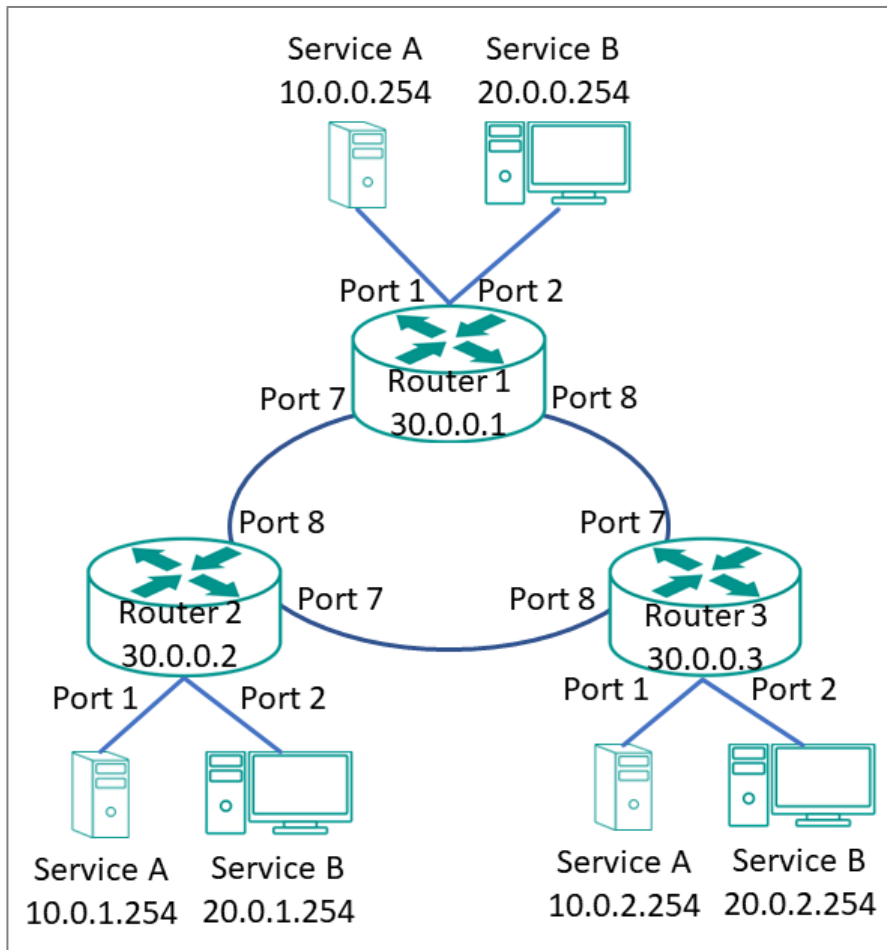 Service A
10.0.0.254
Service B
20.0.0.254
Port 1
Port 2
Router 1
30.0.0.1
Port 7
Port 8
Port 8
Port 7
Router 2
30.0.0.2
Port 7
Port 8
Router 3
30.0.0.3
Port 1
Port 2
Port 1
Port 2
Service A
10.0.1.254
Service B
20.0.1.254
Service A
10.0.2.254
Service B
20.0.2.254